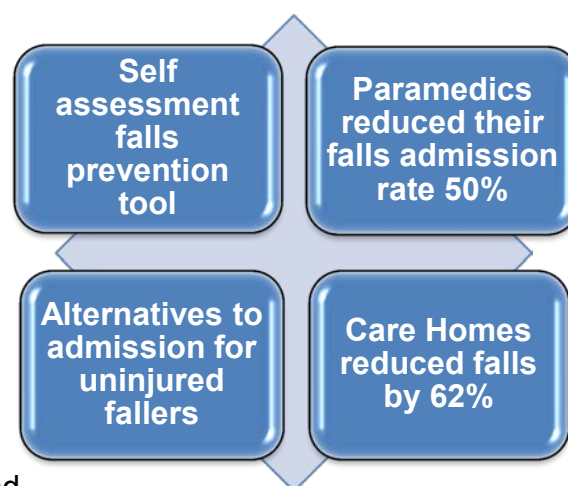 Self
assessment
falls
prevention
tool
Paramedics
reduced their
falls admission
rate 50%
Alternatives to
admission for
uninjured
fallers
Care Homes
reduced falls
by 62%